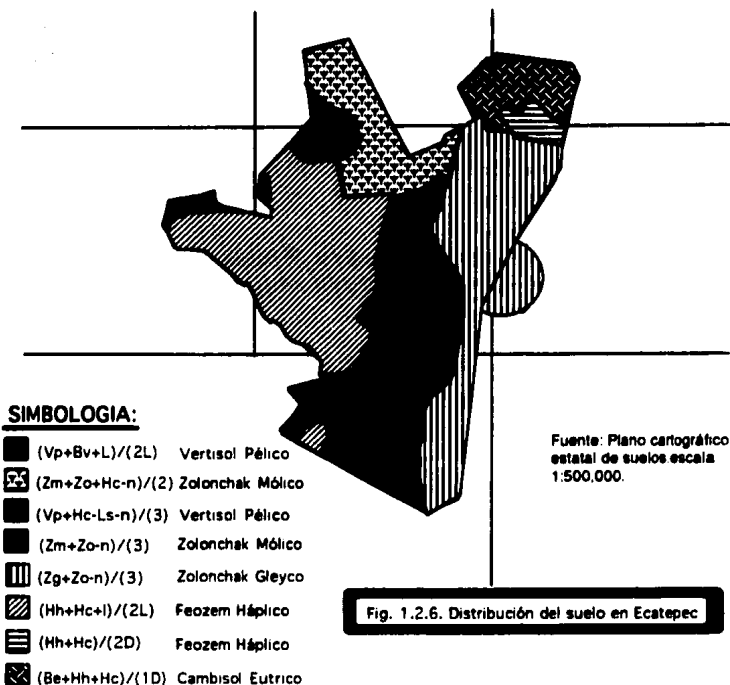 SIMBOLOGIA:
(Vp+Bv+L)/(2L) Vertisol Pélico
(Zm+Zo+Hc-n)/(2) Zolonchak Mólico
(Vp+Hc-Ls-n)/(3) Vertisol Pélico
(Zm+Zo-n)/(3) Zolonchak Mólico
(Zg+Zo-n)/(3) Zolonchak Gleyco
(Hh+Hc+l)/(2L) Feozem Háplico
(Hh+Hc)/(2D) Feozem Háplico
(Be+Hh+Hc)/(1D) Cambisol Eutrico
Fuente: Plano cartográfico
estatal de suelos.escala
1:500,000.
Fig. 1.2.6. Distribución del suelo en Ecatepec